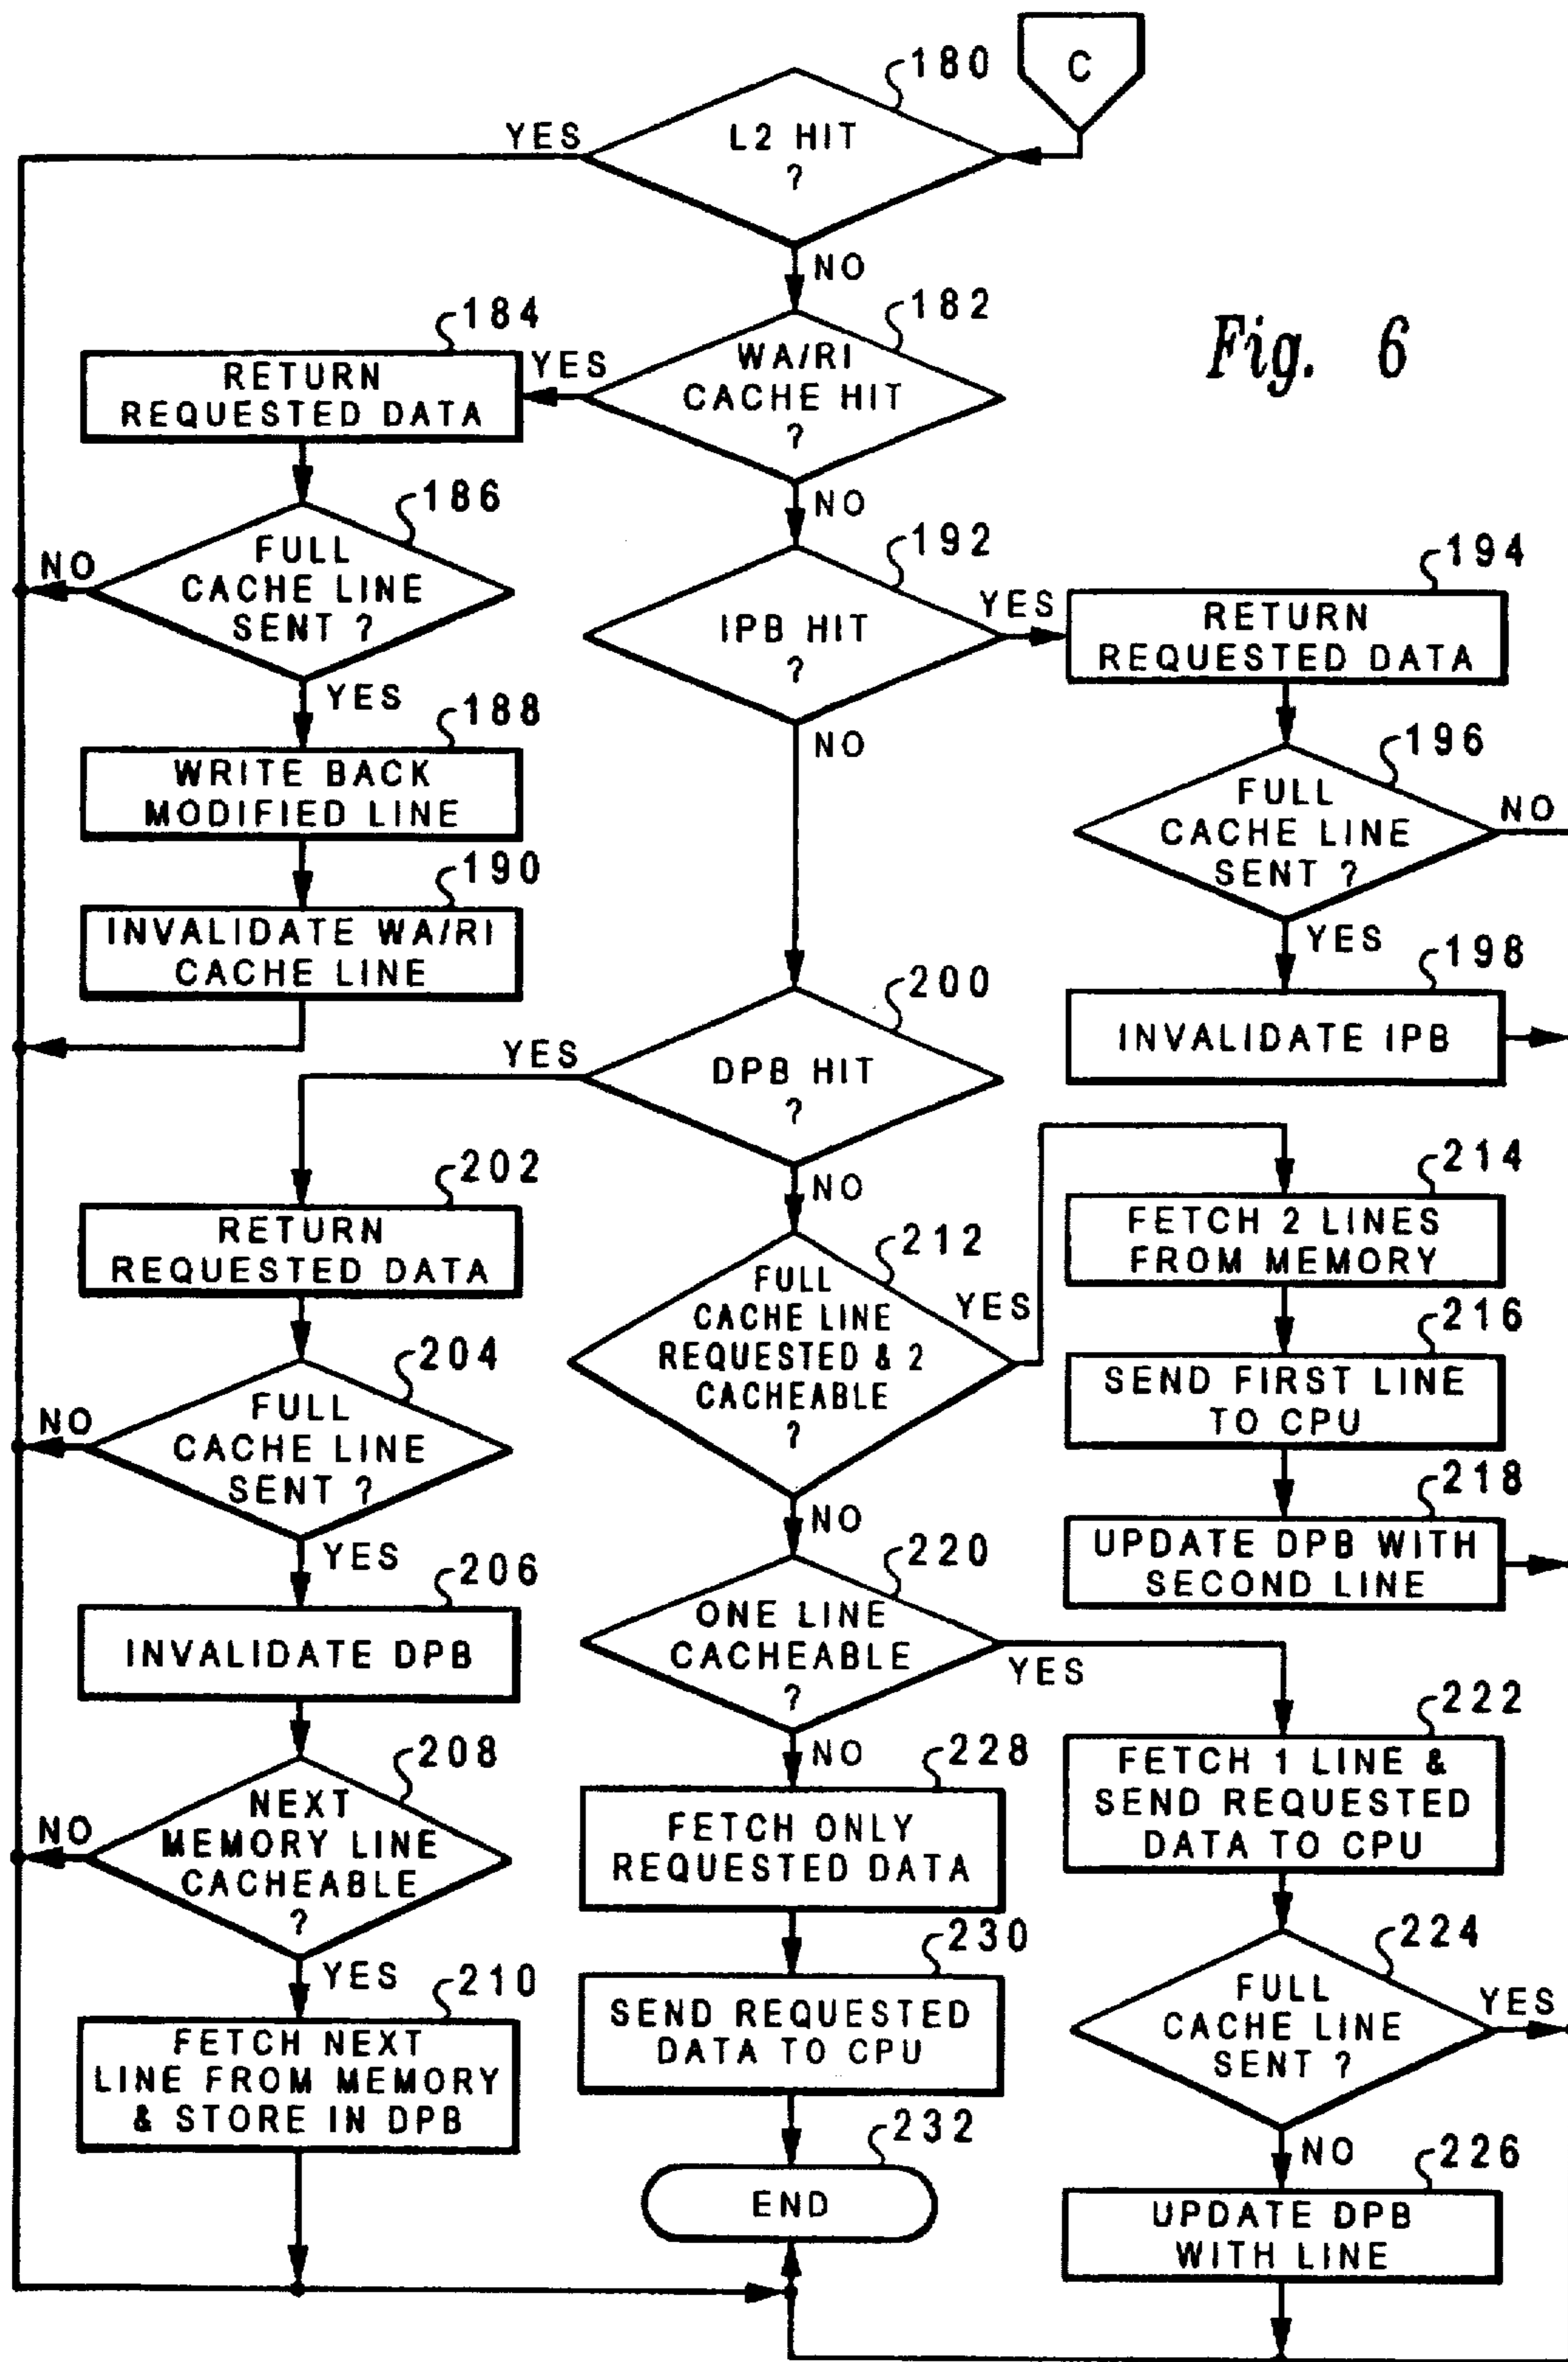 C
180
L2 HIT
?
YES
NO
Fig. 6
182
WA/RI
CACHE HIT
?
YES
NO
184
RETURN
REQUESTED DATA
186
FULL
CACHE LINE
SENT ?
NO
YES
188
WRITE BACK
MODIFIED LINE
190
INVALIDATE WA/RI
CACHE LINE
192
IPB HIT
?
YES
NO
194
RETURN
REQUESTED DATA
196
FULL
CACHE LINE
SENT ?
NO
YES
198
INVALIDATE IPB
200
DPB HIT
?
YES
NO
202
RETURN
REQUESTED DATA
204
FULL
CACHE LINE
SENT ?
NO
YES
206
INVALIDATE DPB
208
NEXT
MEMORY LINE
CACHEABLE
?
NO
YES
210
FETCH NEXT
LINE FROM MEMORY
& STORE IN DPB
212
FULL
CACHE LINE
REQUESTED & 2
CACHEABLE
?
YES
NO
214
FETCH 2 LINES
FROM MEMORY
216
SEND FIRST LINE
TO CPU
218
UPDATE DPB WITH
SECOND LINE
220
ONE LINE
CACHEABLE
?
YES
NO
222
FETCH 1 LINE &
SEND REQUESTED
DATA TO CPU
224
FULL
CACHE LINE
SENT ?
YES
NO
226
UPDATE DPB
WITH LINE
228
FETCH ONLY
REQUESTED DATA
230
SEND REQUESTED
DATA TO CPU
232
END